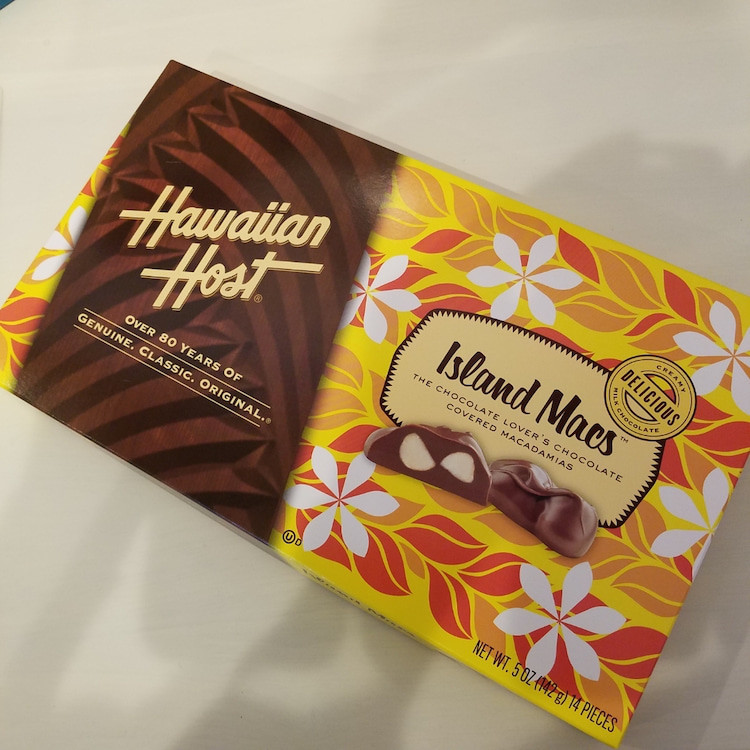 Hawaiian
Host®
OVER 80 YEARS OF
GENUINE. CLASSIC. ORIGINAL.®
Island Macs™
THE CHOCOLATE LOVER'S CHOCOLATE
COVERED MACADAMIAS
CREAMY
DELICIOUS
MILK CHOCOLATE
Ⓤ D
NET WT. 5 OZ (142 g) 14 PIECES